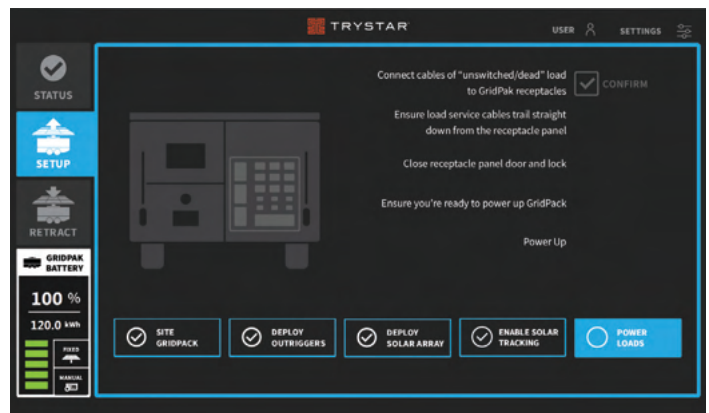 TRYSTAR
USER
SETTINGS
STATUS
SETUP
RETRACT
GRIDPAK
BATTERY
100 %
120.0 kWh
FIXED
MANUAL
Connect cables of "unswitched/dead" load
to GridPak receptacles
CONFIRM
Ensure load service cables trail straight
down from the receptacle panel
Close receptacle panel door and lock
Ensure you're ready to power up GridPack
Power Up
SITE
GRIDPACK
DEPLOY
OUTRIGGERS
DEPLOY
SOLAR ARRAY
ENABLE SOLAR
TRACKING
POWER
LOADS